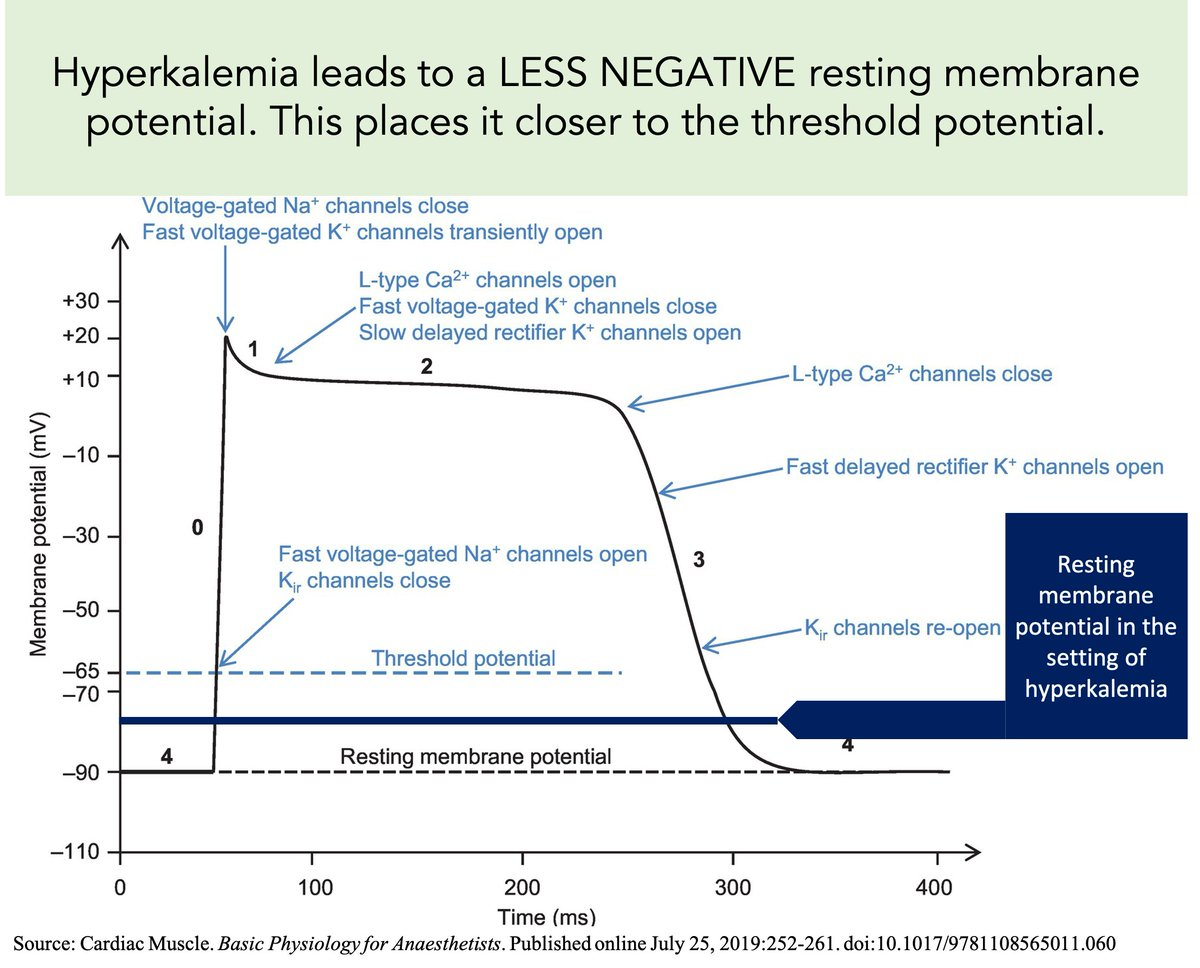 Hyperkalemia leads to a LESS NEGATIVE resting membrane
potential. This places it closer to the threshold potential.
Voltage-gated Na⁺ channels close
Fast voltage-gated K⁺ channels transiently open
L-type Ca²⁺ channels open
Fast voltage-gated K⁺ channels close
Slow delayed rectifier K⁺ channels open
+30
+20
+10
–10
–30
–50
–65
–70
–90
–110
Membrane potential (mV)
1
2
L-type Ca²⁺ channels close
Fast delayed rectifier K⁺ channels open
0
Fast voltage-gated Na⁺ channels open
Kir channels close
3
Kir channels re-open
Resting
membrane
potential in the
setting of
hyperkalemia
Threshold potential
4
Resting membrane potential
4
0
100
200
300
400
Time (ms)
Source: Cardiac Muscle. Basic Physiology for Anaesthetists. Published online July 25, 2019:252-261. doi:10.1017/9781108565011.060